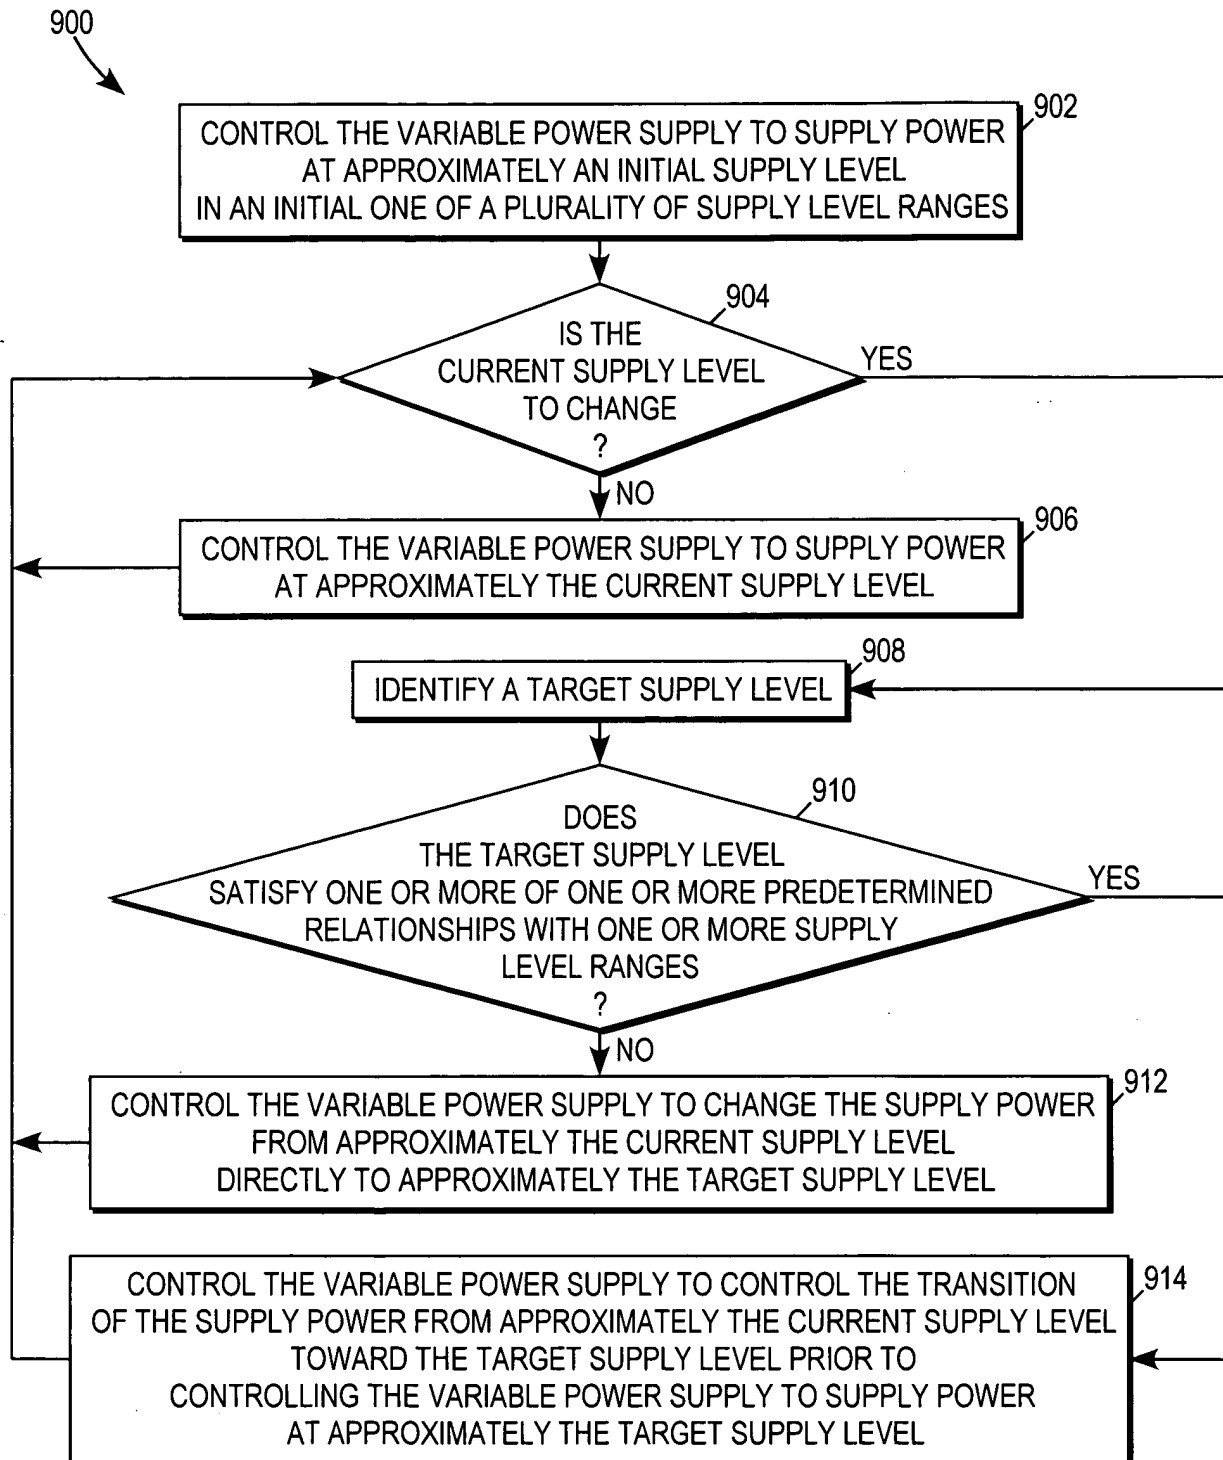 900
902
CONTROL THE VARIABLE POWER SUPPLY TO SUPPLY POWER
AT APPROXIMATELY AN INITIAL SUPPLY LEVEL
IN AN INITIAL ONE OF A PLURALITY OF SUPPLY LEVEL RANGES
904
IS THE
CURRENT SUPPLY LEVEL
TO CHANGE
?
YES
NO
906
CONTROL THE VARIABLE POWER SUPPLY TO SUPPLY POWER
AT APPROXIMATELY THE CURRENT SUPPLY LEVEL
908
IDENTIFY A TARGET SUPPLY LEVEL
910
DOES
THE TARGET SUPPLY LEVEL
SATISFY ONE OR MORE OF ONE OR MORE PREDETERMINED
RELATIONSHIPS WITH ONE OR MORE SUPPLY
LEVEL RANGES
?
YES
NO
912
CONTROL THE VARIABLE POWER SUPPLY TO CHANGE THE SUPPLY POWER
FROM APPROXIMATELY THE CURRENT SUPPLY LEVEL
DIRECTLY TO APPROXIMATELY THE TARGET SUPPLY LEVEL
914
CONTROL THE VARIABLE POWER SUPPLY TO CONTROL THE TRANSITION
OF THE SUPPLY POWER FROM APPROXIMATELY THE CURRENT SUPPLY LEVEL
TOWARD THE TARGET SUPPLY LEVEL PRIOR TO
CONTROLLING THE VARIABLE POWER SUPPLY TO SUPPLY POWER
AT APPROXIMATELY THE TARGET SUPPLY LEVEL